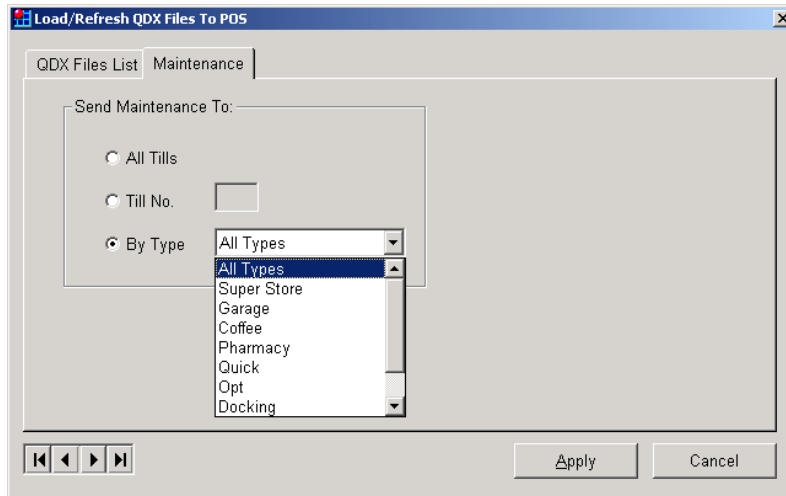 Load/Refresh QDX Files To POS
QDX Files List Maintenance
Send Maintenance To:
All Tills
Till No.
By Type All Types
All Types
Super Store
Garage
Coffee
Pharmacy
Quick
Opt
Docking
Apply Cancel